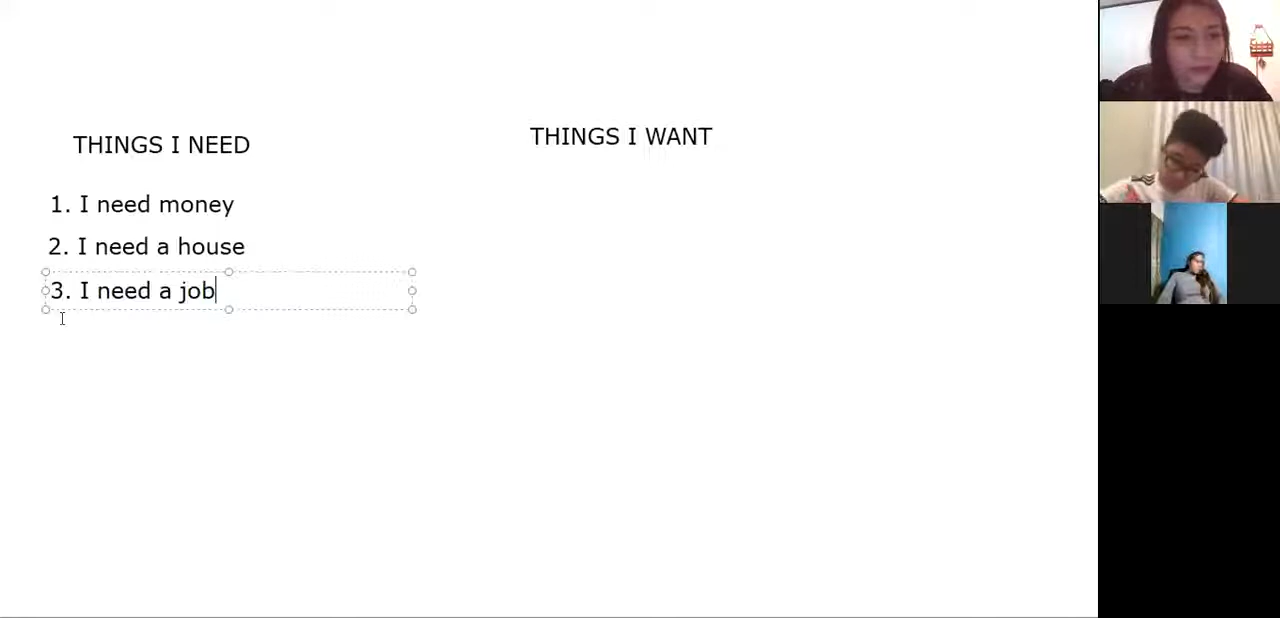 THINGS I NEED
THINGS I WANT
1. I need money
2. I need a house
3. I need a job